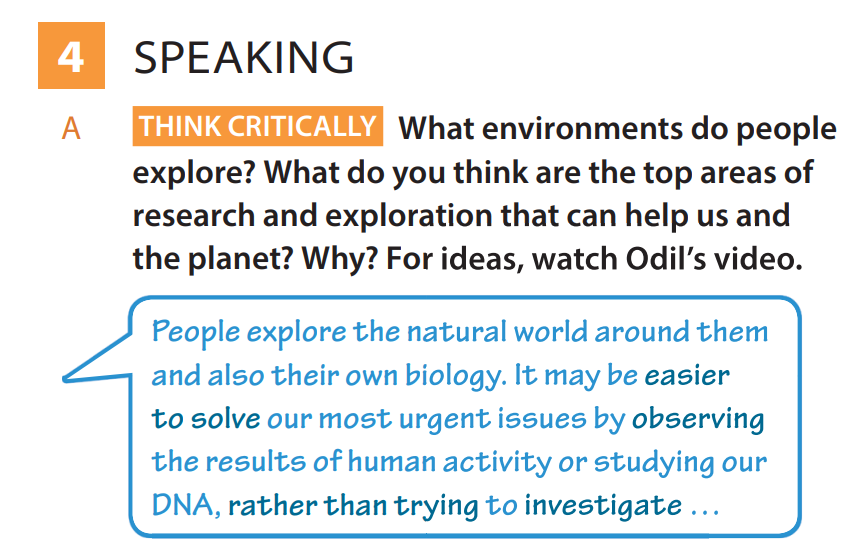 4 SPEAKING
A THINK CRITICALLY What environments do people
explore? What do you think are the top areas of
research and exploration that can help us and
the planet? Why? For ideas, watch Odil’s video.
People explore the natural world around them
and also their own biology. It may be easier
to solve our most urgent issues by observing
the results of human activity or studying our
DNA, rather than trying to investigate ...